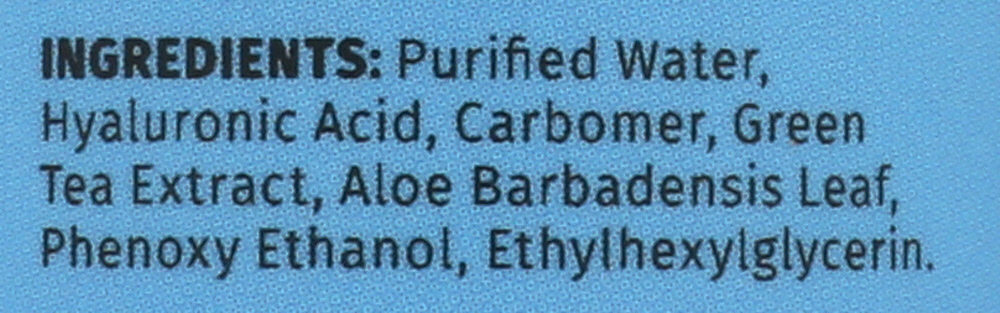 INGREDIENTS: Purified Water,
Hyaluronic Acid, Carbomer, Green
Tea Extract, Aloe Barbadensis Leaf,
Phenoxy Ethanol, Ethylhexylglycerin.